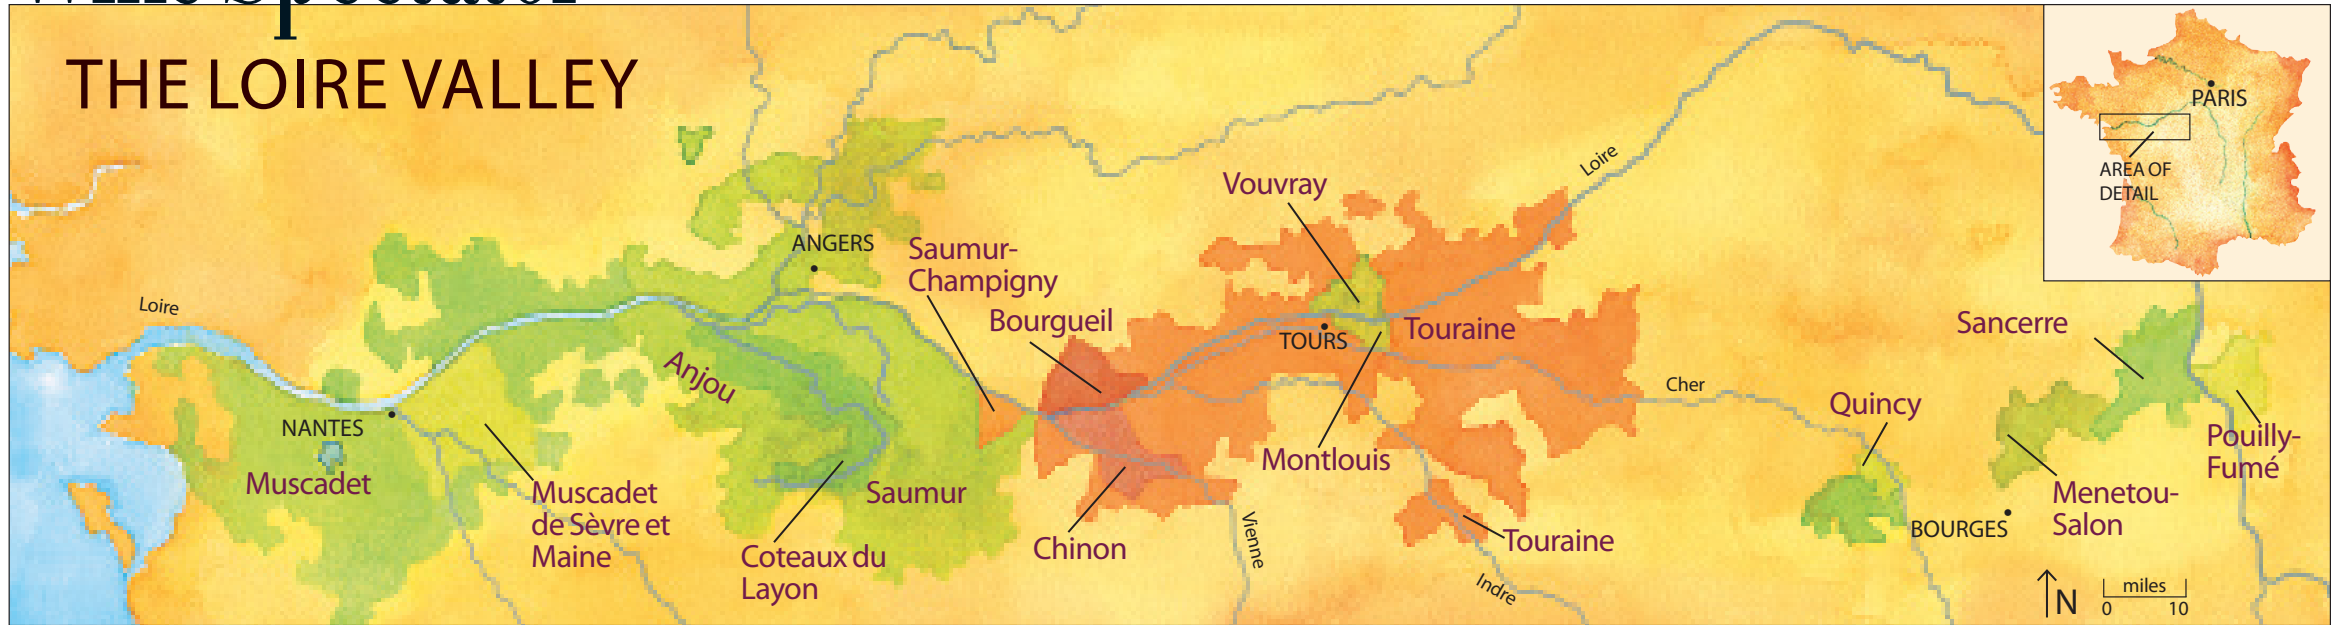 THE LOIRE VALLEY
PARIS
AREA OF
DETAIL
Loire
Loire
Vouvray
ANGERS
Saumur-
Champigny
Bourgueil
TOURS
Touraine
Sancerre
Anjou
Cher
Quincy
NANTES
Muscadet
Muscadet
de Sèvre et
Maine
Saumur
Montlouis
Pouilly-
Fumé
Menetou-
Salon
BOURGES
Coteaux du
Layon
Chinon
Vienne
Touraine
Indre
N
miles
0 10